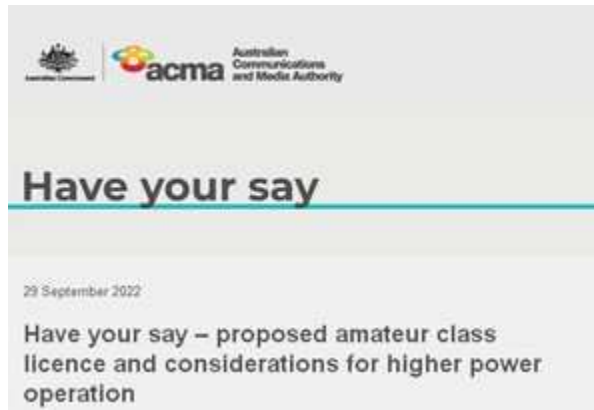 Australian Government
acma
Australian
Communications
and Media Authority
Have your say
29 September 2022
Have your say – proposed amateur class
licence and considerations for higher power
operation